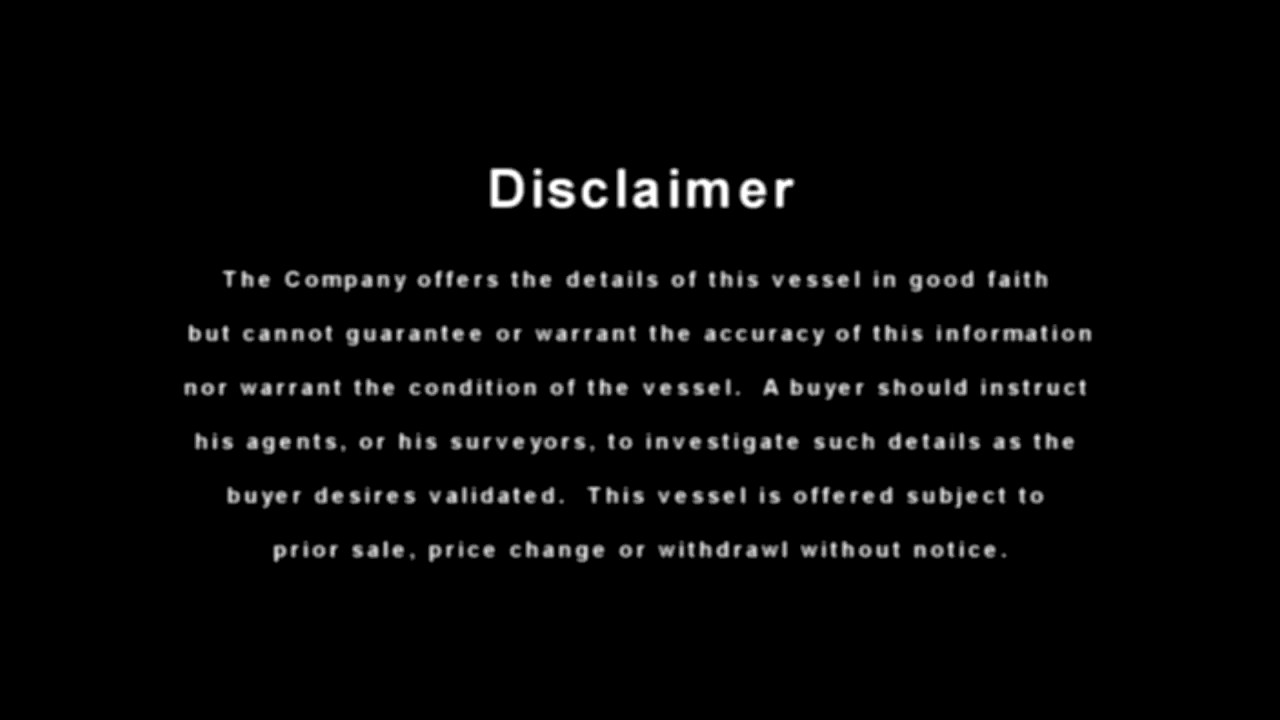 Disclaimer
The Company offers the details of this vessel in good faith
but cannot guarantee or warrant the accuracy of this information
nor warrant the condition of the vessel.  A buyer should instruct
his agents, or his surveyors, to investigate such details as the
buyer desires validated.  This vessel is offered subject to
prior sale, price change or withdrawl without notice.